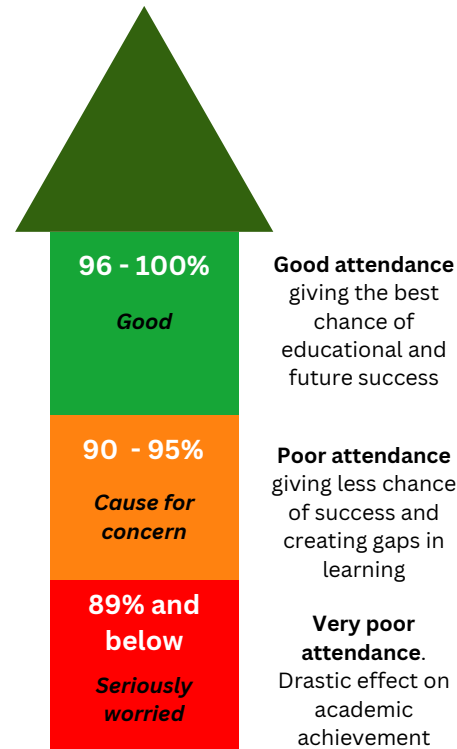 96 - 100%
Good
Good attendance
giving the best
chance of
educational and
future success
90 - 95%
Cause for
concern
Poor attendance
giving less chance
of success and
creating gaps in
learning
89% and
below
Seriously
worried
Very poor
attendance.
Drastic effect on
academic
achievement